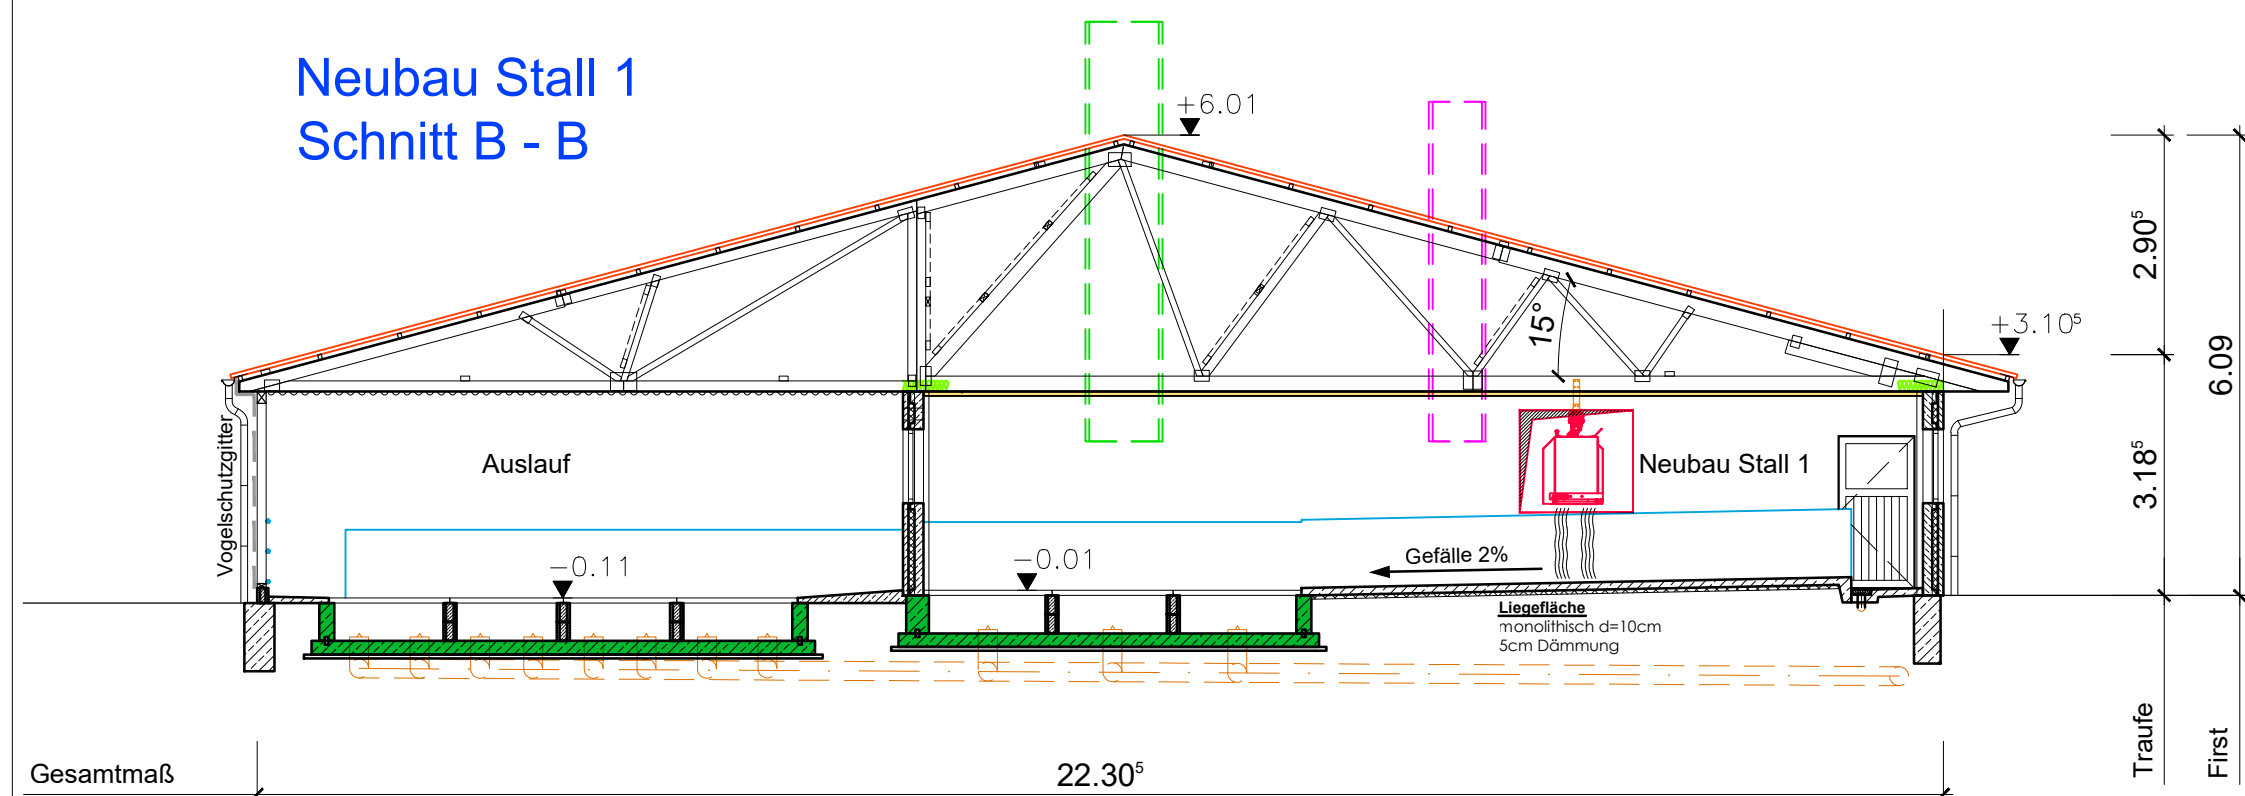 Neubau Stall 1
Schnitt B - B
+6.01
+3.10⁵
2.90⁵
6.09
3.18⁵
15°
Vogelschutzgitter
Auslauf
Neubau Stall 1
-0.11
-0.01
Gefälle 2%
Liegefläche
monolithisch d=10cm
5cm Dämmung
Traufe
First
Gesamtmaß
22.30⁵